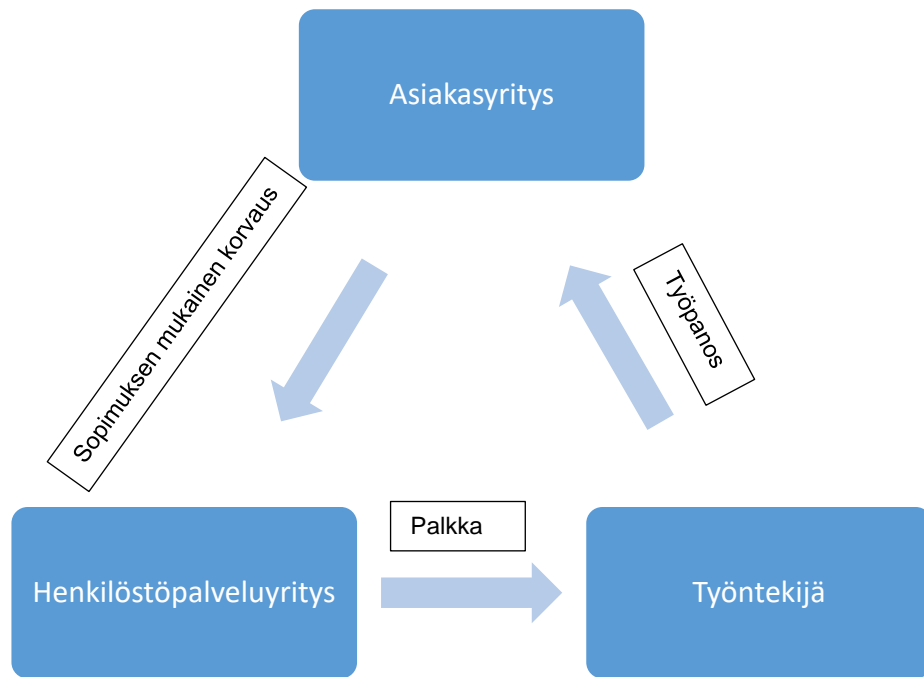 Asiakasyritys
Sopimuksen mukainen korvaus
Työpanos
Palkka
Henkilöstöpalveluyritys
Työntekijä